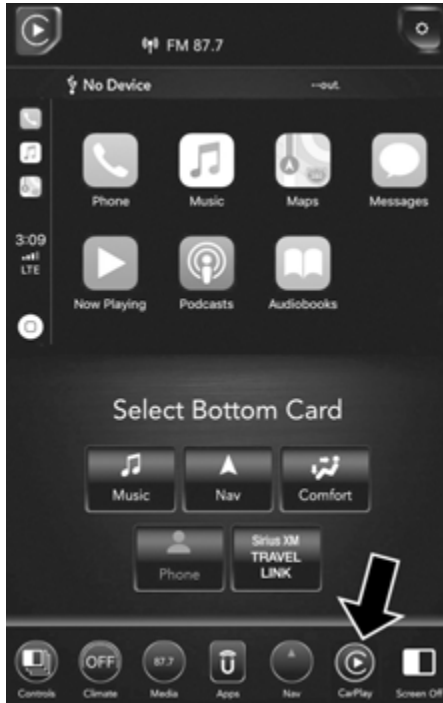 FM 87.7
No Device --out.
Phone Music Maps Messages
3:09
LTE
Now Playing Podcasts Audiobooks
Select Bottom Card
Music Nav Comfort
Phone
Sirius XM
TRAVEL
LINK
OFF 87.7
Controls Climate Media Apps Nav CarPlay Screen Off